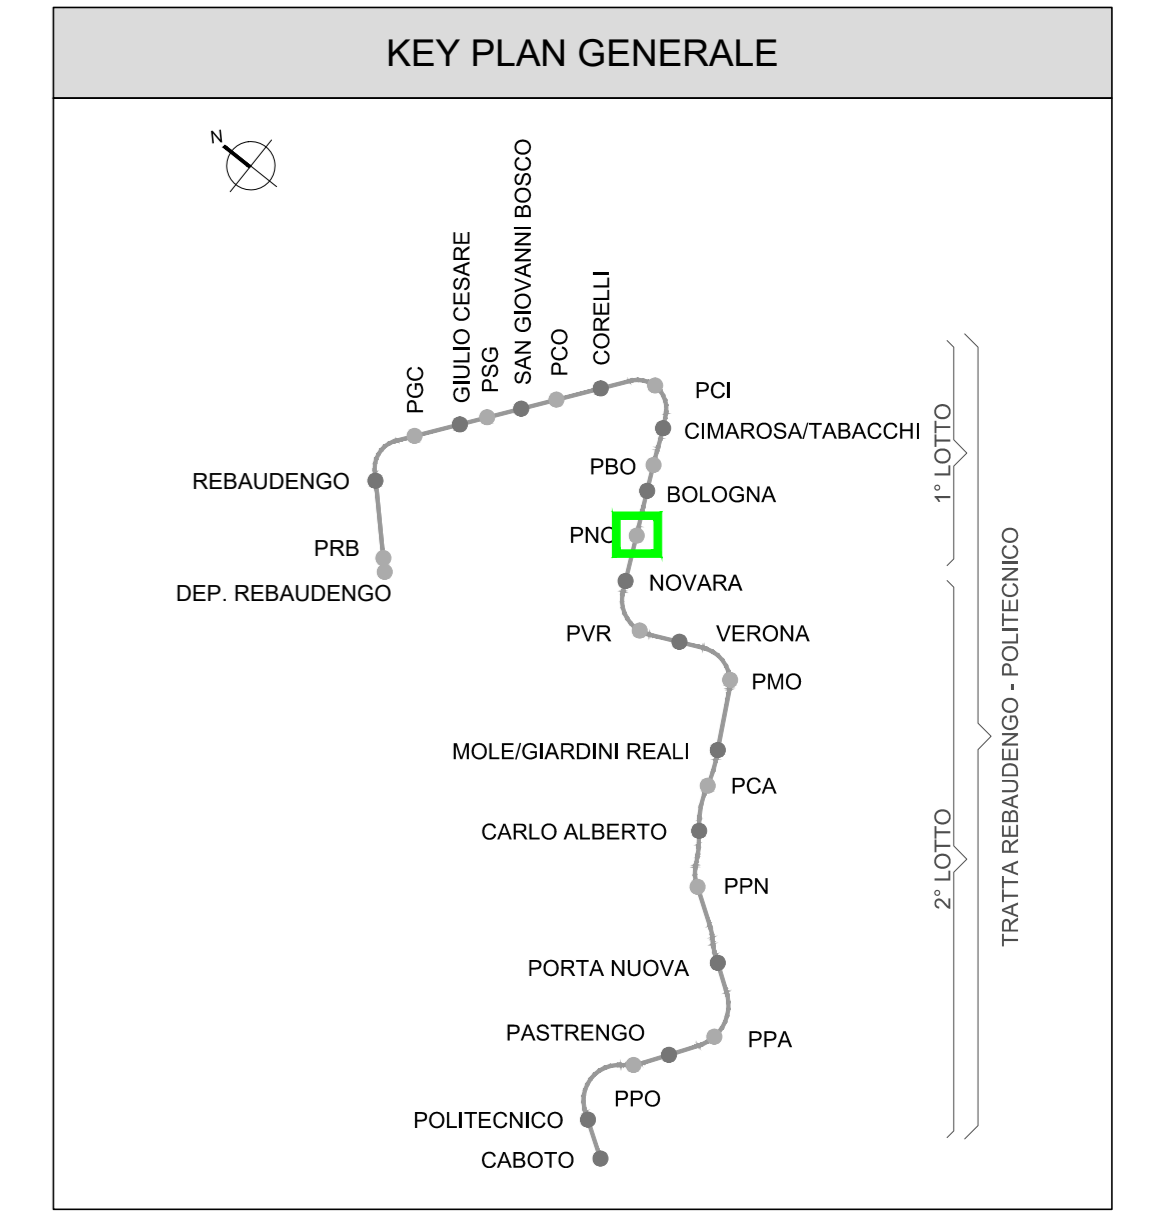 KEY PLAN GENERALE
N
PGC
GIULIO CESARE
PSG
SAN GIOVANNI BOSCO
PCO
CORELLI
PCI
CIMAROSA/TABACCHI
PBO
REBAUDENGO
BOLOGNA
PNO
PRB
NOVARA
DEP. REBAUDENGO
PVR
VERONA
PMO
MOLE/GIARDINI REALI
PCA
CARLO ALBERTO
PPN
PORTA NUOVA
PASTRENGO
PPA
PPO
POLITECNICO
CABOTO
1° LOTTO
2° LOTTO
TRATTA REBAUDENGO - POLITECNICO